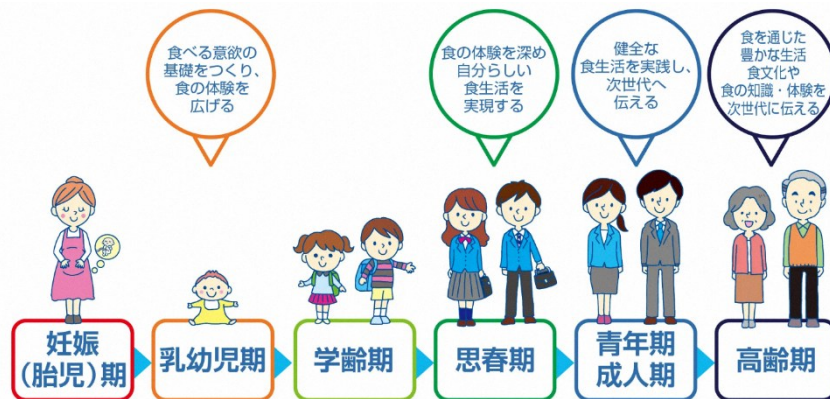 食べる意欲の
基礎をつくり、
食の体験を
広げる
食の体験を深め
自分らしい
食生活を
実現する
健全な
食生活を実践し、
次世代へ
伝える
食を通じた
豊かな生活
食文化や
食の知識・体験を
次世代に伝える
妊娠
(胎児)期
乳幼児期
学齢期
思春期
青年期
成人期
高齢期